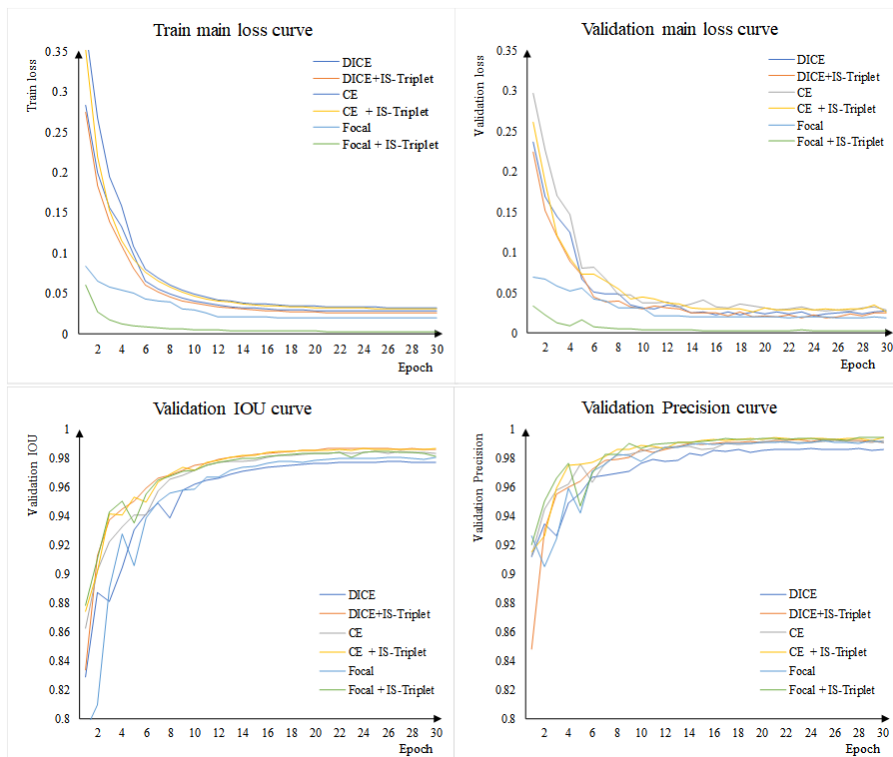 Train main loss curve
Train loss
0.35
0.3
0.25
0.2
0.15
0.1
0.05
0
2 4 6 8 10 12 14 16 18 20 22 24 26 28 30
Epoch
DICE
DICE+IS-Triplet
CE
CE + IS-Triplet
Focal
Focal + IS-Triplet
Validation main loss curve
Validation loss
0.35
0.3
0.25
0.2
0.15
0.1
0.05
0
2 4 6 8 10 12 14 16 18 20 22 24 26 28 30
Epoch
DICE
DICE+IS-Triplet
CE
CE + IS-Triplet
Focal
Focal + IS-Triplet
Validation IOU curve
Validation IOU
1
0.98
0.96
0.94
0.92
0.9
0.88
0.86
0.84
0.82
0.8
2 4 6 8 10 12 14 16 18 20 22 24 26 28 30
Epoch
DICE
DICE+IS-Triplet
CE
CE + IS-Triplet
Focal
Focal + IS-Triplet
Validation Precision curve
Validation Precision
1
0.98
0.96
0.94
0.92
0.9
0.88
0.86
0.84
0.82
0.8
2 4 6 8 10 12 14 16 18 20 22 24 26 28 30
Epoch
DICE
DICE+IS-Triplet
CE
CE + IS-Triplet
Focal
Focal + IS-Triplet